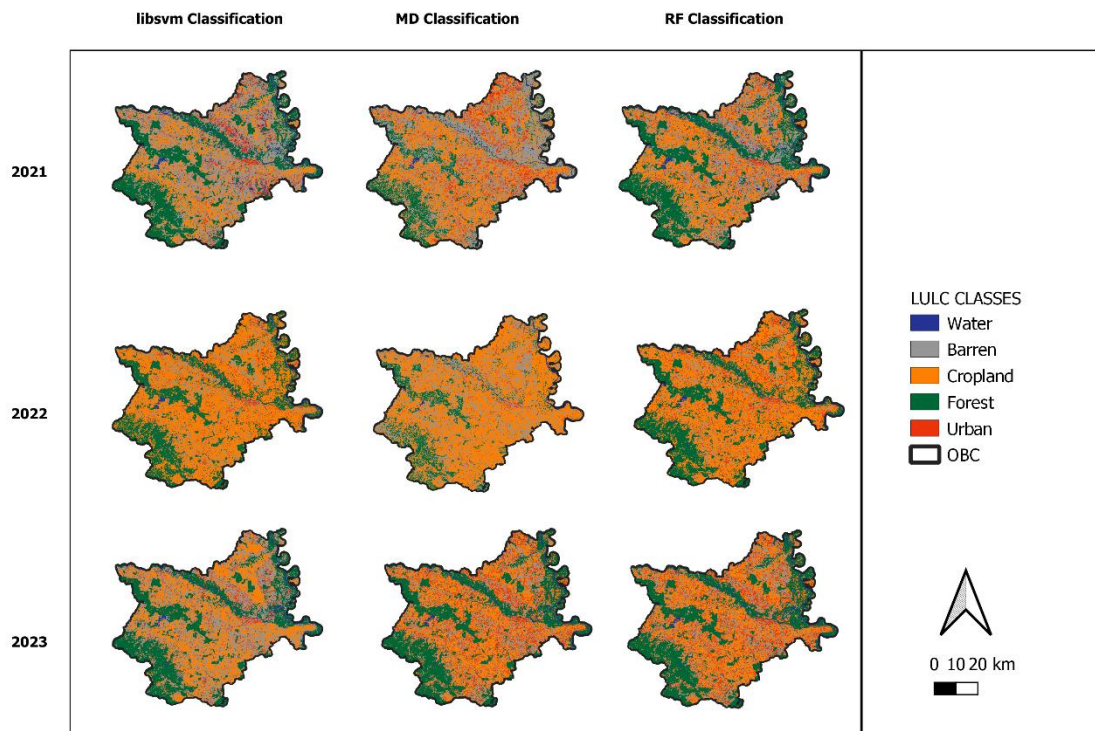 libsvm Classification
MD Classification
RF Classification
2021
2022
2023
LULC CLASSES
Water
Barren
Cropland
Forest
Urban
OBC
0 10 20 km